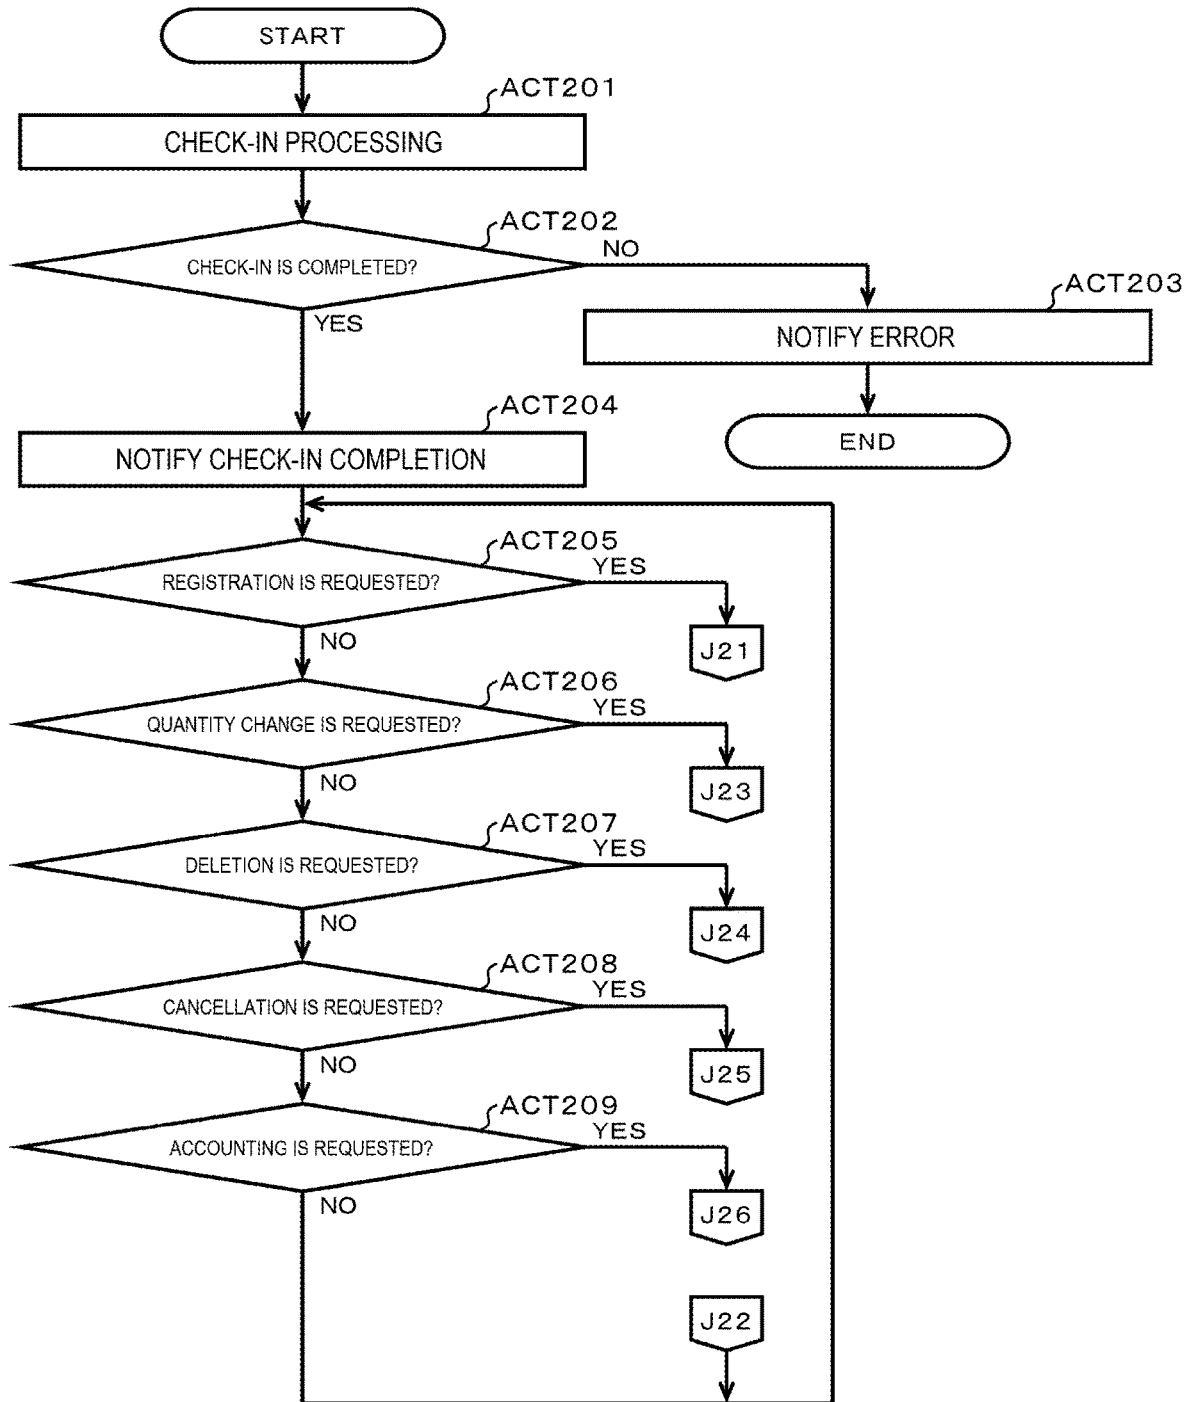 START
ACT201
CHECK-IN PROCESSING
ACT202
CHECK-IN IS COMPLETED?
NO
YES
ACT203
NOTIFY ERROR
END
ACT204
NOTIFY CHECK-IN COMPLETION
ACT205
REGISTRATION IS REQUESTED?
YES
J21
NO
ACT206
QUANTITY CHANGE IS REQUESTED?
YES
J23
NO
ACT207
DELETION IS REQUESTED?
YES
J24
NO
ACT208
CANCELLATION IS REQUESTED?
YES
J25
NO
ACT209
ACCOUNTING IS REQUESTED?
YES
J26
NO
J22